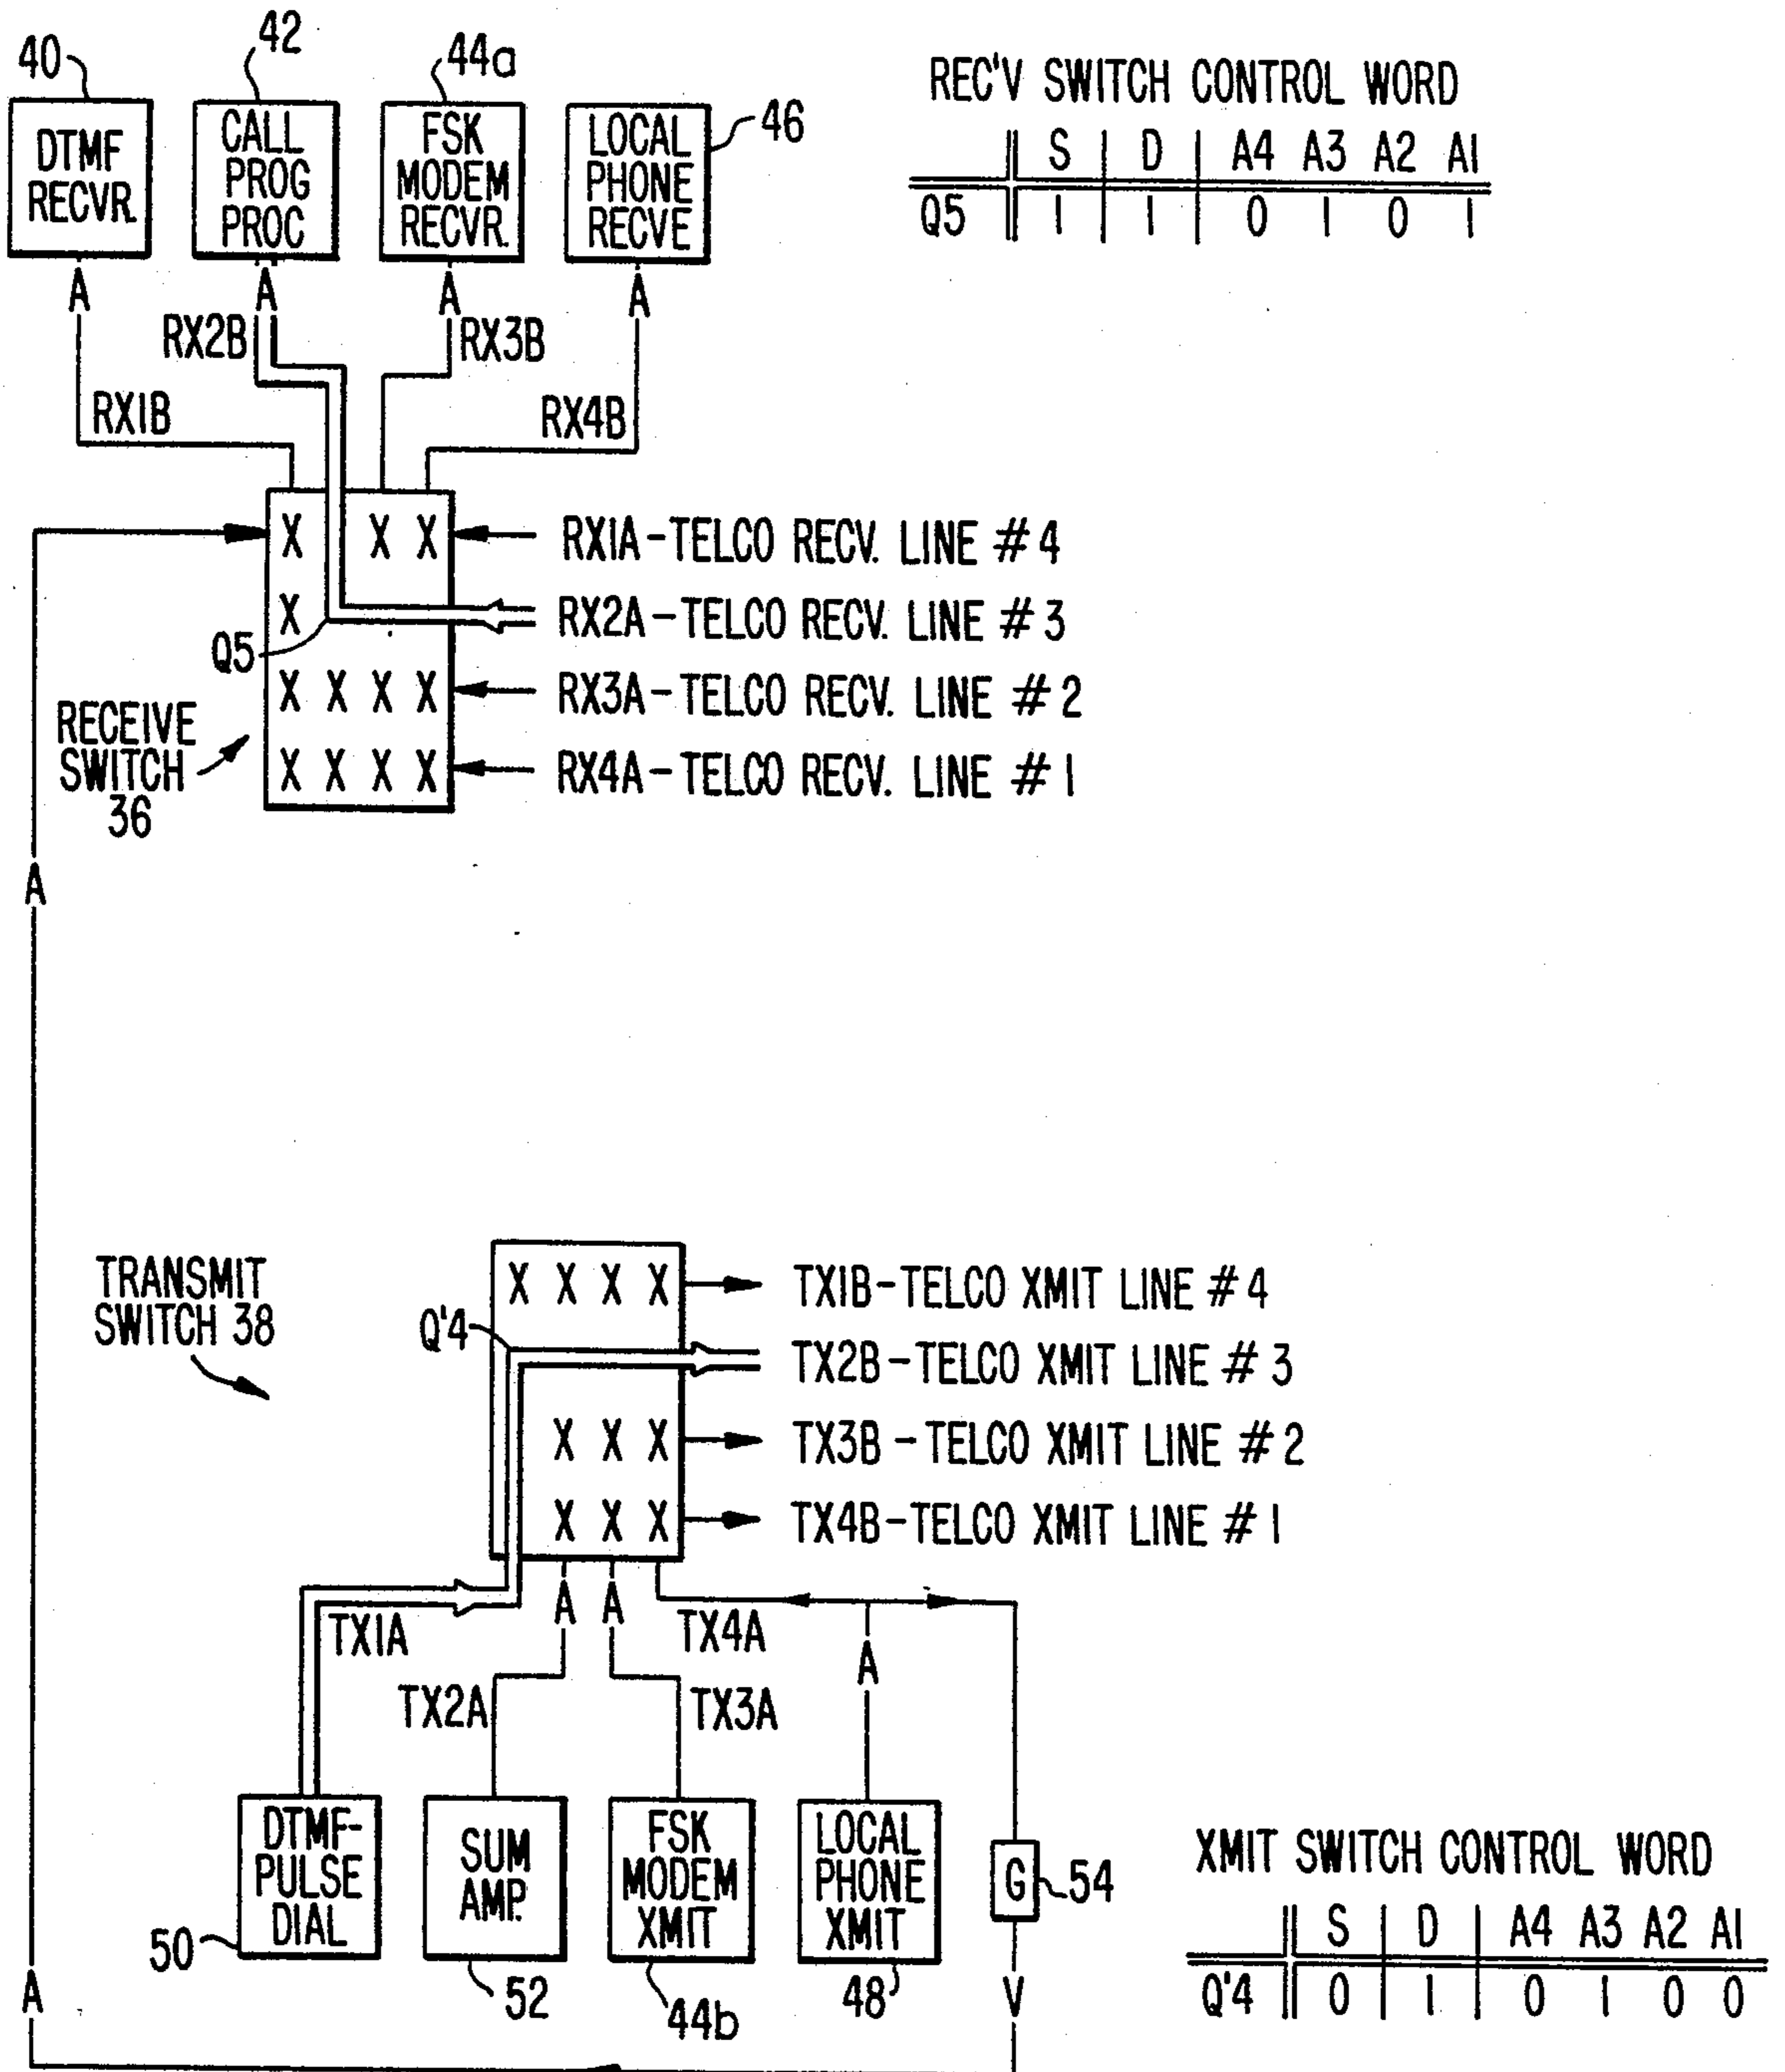 40
42
44a
46
DTMF
RECVR.
CALL
PROG
PROC
FSK
MODEM
RECVR.
LOCAL
PHONE
RECVE
REC'V SWITCH CONTROL WORD
S D A4 A3 A2 A1
Q5 1 1 0 1 0 1
A A A A
RX2B
RX3B
RX1B
RX4B
X X X
RX1A-TELCO RECV. LINE #4
X
RX2A-TELCO RECV. LINE #3
Q5
X X X X
RX3A-TELCO RECV. LINE #2
X X X X
RX4A-TELCO RECV. LINE #1
RECEIVE
SWITCH
36
A
TRANSMIT
SWITCH 38
X X X X
TX1B-TELCO XMIT LINE #4
Q'4
TX2B-TELCO XMIT LINE #3
X X X
TX3B-TELCO XMIT LINE #2
X X X
TX4B-TELCO XMIT LINE #1
A A
TX1A
TX4A
A
TX2A
TX3A
DTMF-
PULSE
DIAL
50
SUM
AMP.
52
FSK
MODEM
XMIT
44b
LOCAL
PHONE
XMIT
48
G
54
XMIT SWITCH CONTROL WORD
S D A4 A3 A2 A1
Q'4 0 1 0 1 0 0
A
V